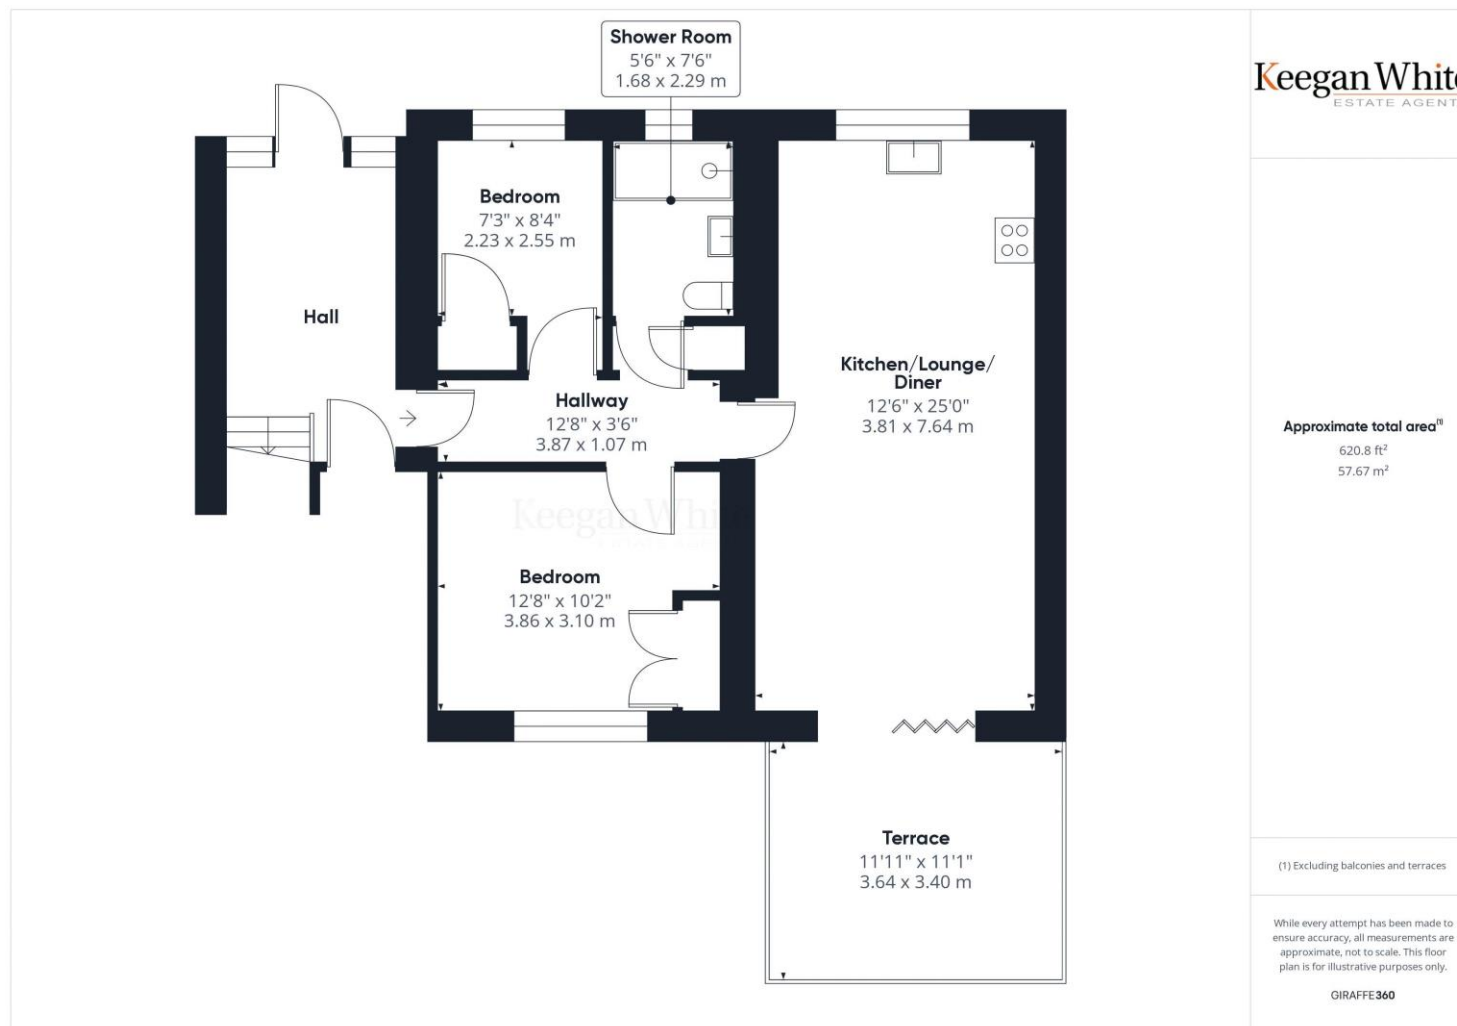 Shower Room
5'6" x 7'6"
1.68 x 2.29 m
Bedroom
7'3" x 8'4"
2.23 x 2.55 m
Hall
Kitchen/Lounge/
Diner
12'6" x 25'0"
3.81 x 7.64 m
Hallway
12'8" x 3'6"
3.87 x 1.07 m
Keegan White
Bedroom
12'8" x 10'2"
3.86 x 3.10 m
Terrace
11'11" x 11'1"
3.64 x 3.40 m
Keegan White
ESTATE AGENT
Approximate total area(1)
620.8 ft²
57.67 m²
(1) Excluding balconies and terraces
While every attempt has been made to
ensure accuracy, all measurements are
approximate, not to scale. This floor
plan is for illustrative purposes only.
GIRAFFE360